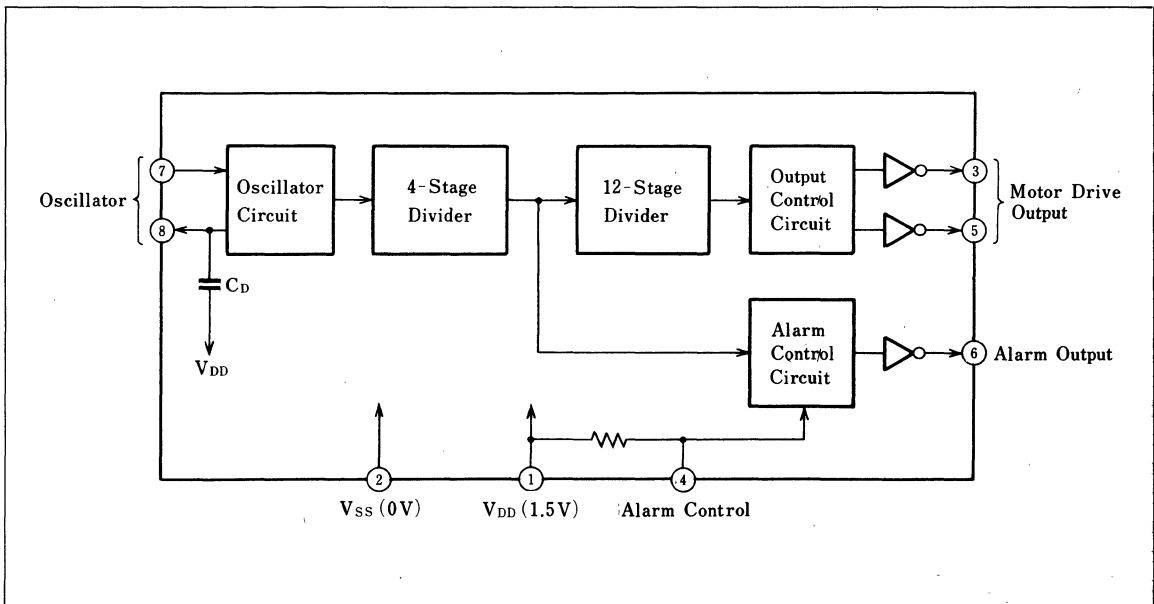 7
Oscillator
8
Oscillator
Circuit
4-Stage
Divider
12-Stage
Divider
Output
Control
Circuit
3
Motor Drive
Output
5
CD
VDD
Alarm
Control
Circuit
6
Alarm Output
2
VSS (0V)
1
VDD (1.5V)
4
Alarm Control